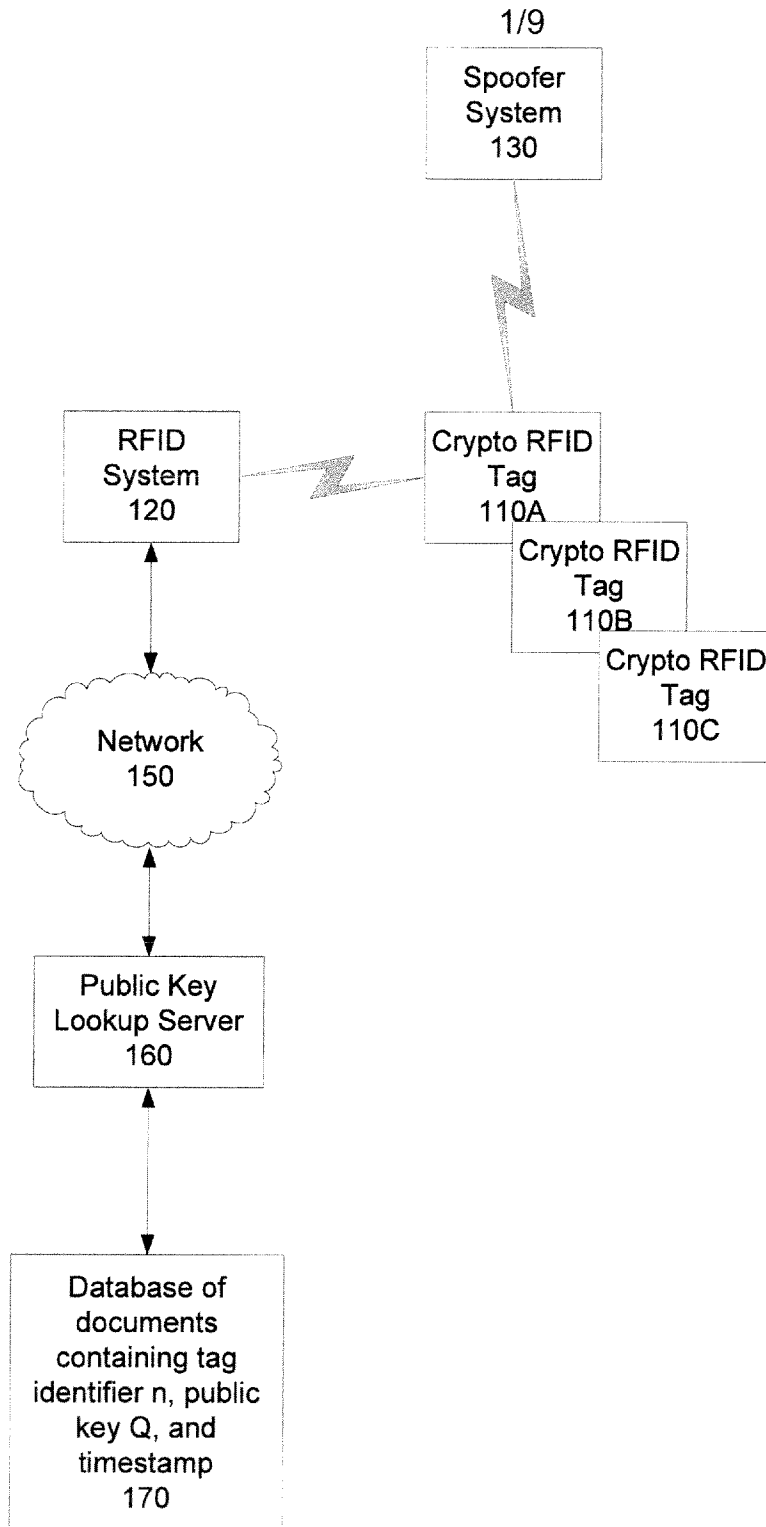 1/9
Spoofer
System
130
RFID
System
120
Crypto RFID
Tag
110A
Crypto RFID
Tag
110B
Crypto RFID
Tag
110C
Network
150
Public Key
Lookup Server
160
Database of
documents
containing tag
identifier n, public
key Q, and
timestamp
170